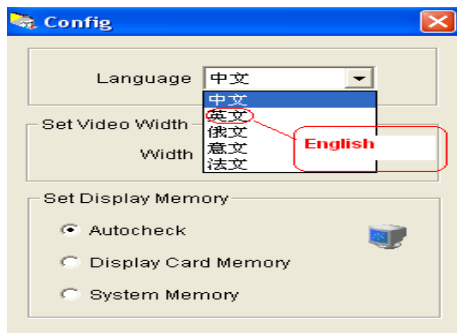 Config
Language 中文
中文
英文
俄文
意文
法文
English
Set Video Width
Width
Set Display Memory
Autocheck
Display Card Memory
System Memory